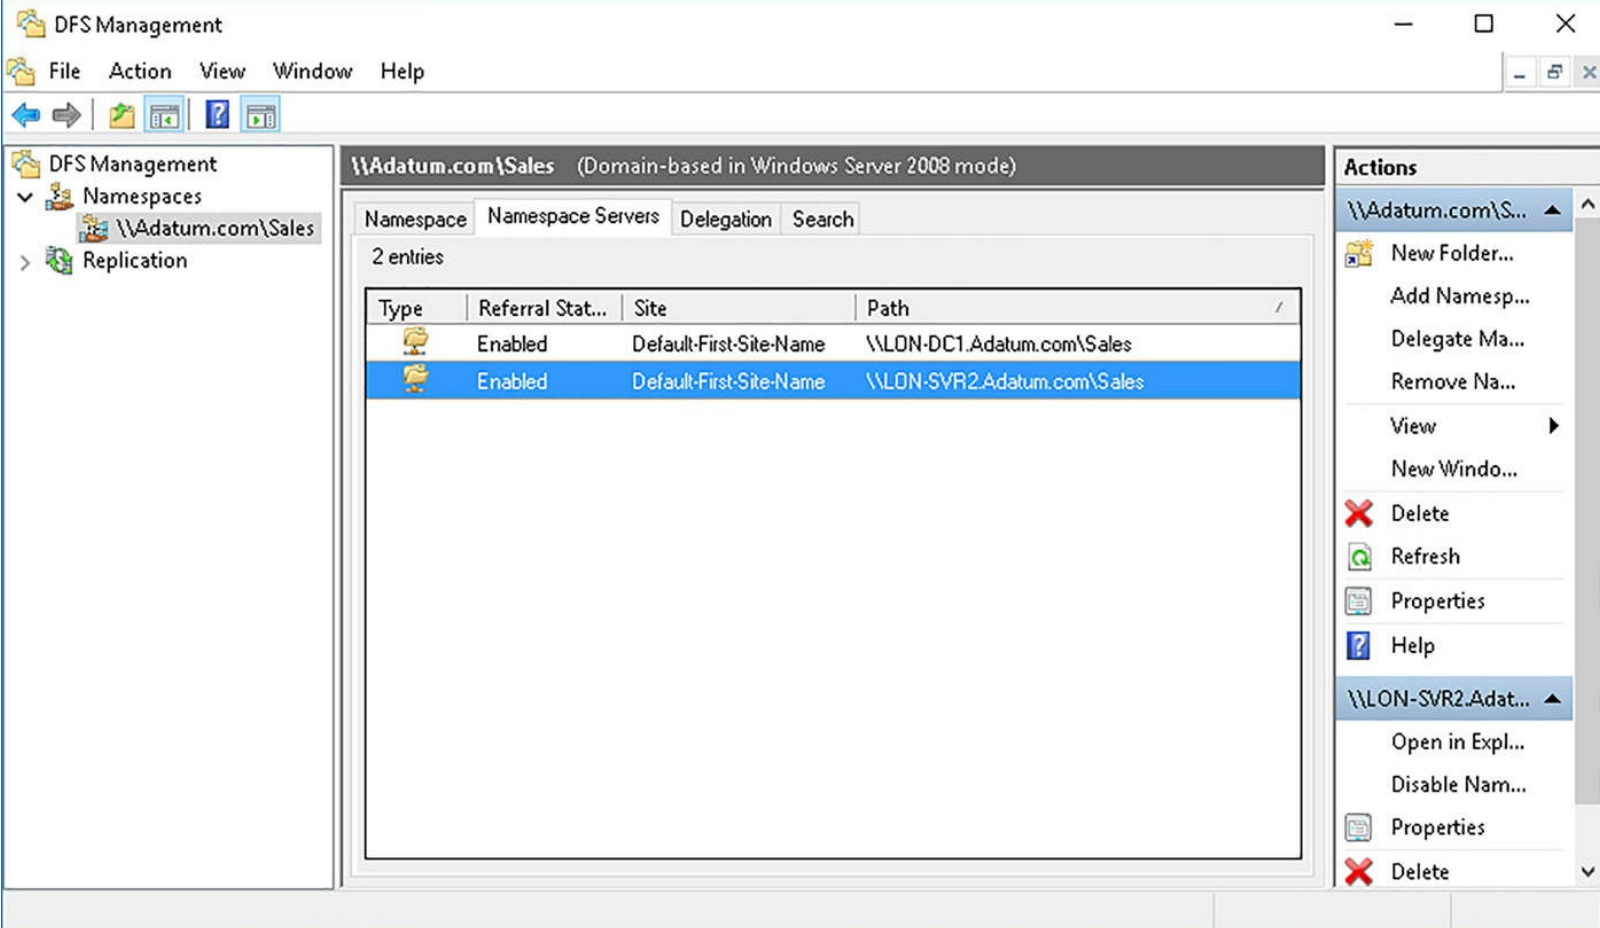 DFS Management
File Action View Window Help
DFS Management
Namespaces
\\Adatum.com\Sales
Replication
\\Adatum.com\Sales (Domain-based in Windows Server 2008 mode)
Namespace Namespace Servers Delegation Search
2 entries
Type Referral Stat... Site Path
Enabled Default-First-Site-Name \\LON-DC1.Adatum.com\Sales
Enabled Default-First-Site-Name \\LON-SVR2.Adatum.com\Sales
Actions
\\Adatum.com\S...
New Folder...
Add Namesp...
Delegate Ma...
Remove Na...
View
New Windo...
Delete
Refresh
Properties
Help
\\LON-SVR2.Adat...
Open in Expl...
Disable Nam...
Properties
Delete